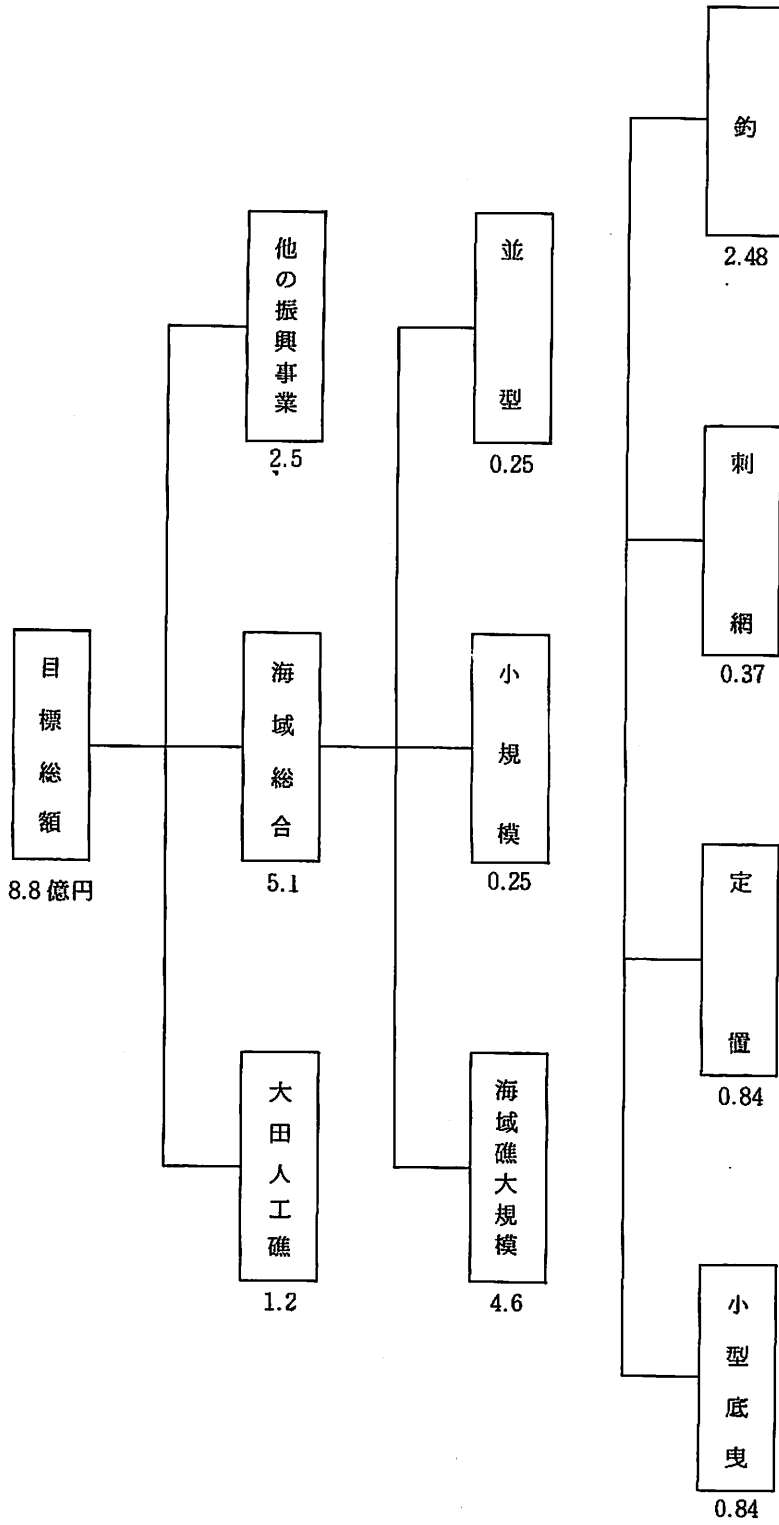 目標総額
8.8億円
他の振興事業
2.5
海域総合
5.1
大田人工礁
1.2
並型
0.25
小規模
0.25
海域礁大規模
4.6
釣
2.48
刺網
0.37
定置
0.84
小型底曳
0.84